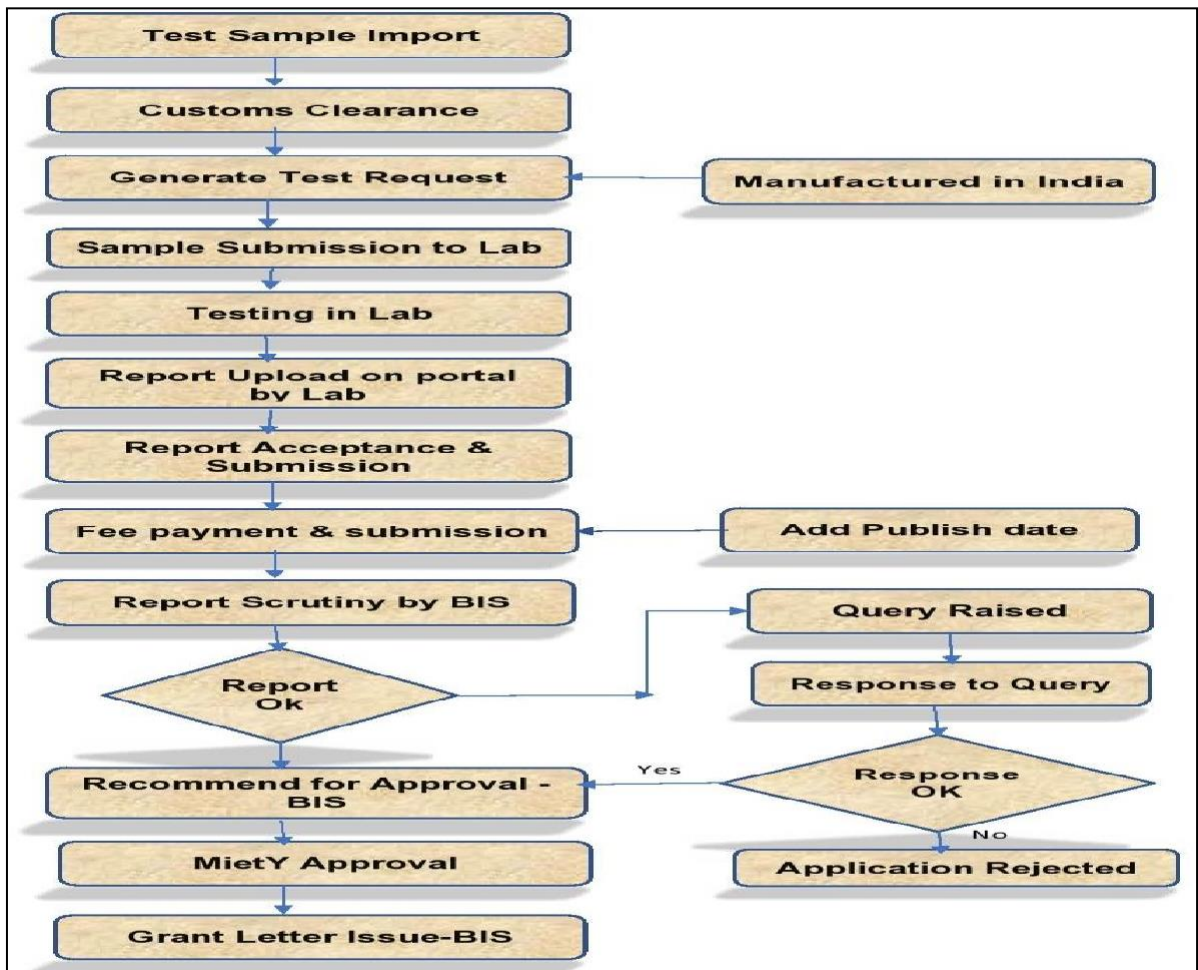 Test Sample Import
Customs Clearance
Generate Test Request
Manufactured in India
Sample Submission to Lab
Testing in Lab
Report Upload on portal
by Lab
Report Acceptance &
Submission
Fee payment & submission
Add Publish date
Report Scrutiny by BIS
Query Raised
Report
Ok
Response to Query
Recommend for Approval -
BIS
Yes
Response
OK
No
MietY Approval
Application Rejected
Grant Letter Issue-BIS